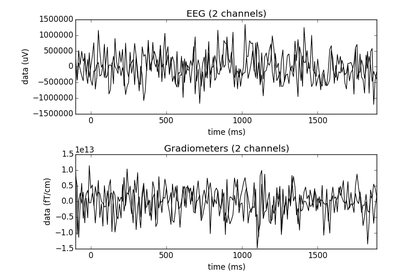 EEG (2 channels)
1500000
1000000
500000
0
−500000
−1000000
−1500000
data (uV)
0 500 1000 1500
time (ms)
Gradiometers (2 channels)
1e13
1.5
1.0
0.5
0.0
−0.5
−1.0
−1.5
data (fT/cm)
0 500 1000 1500
time (ms)